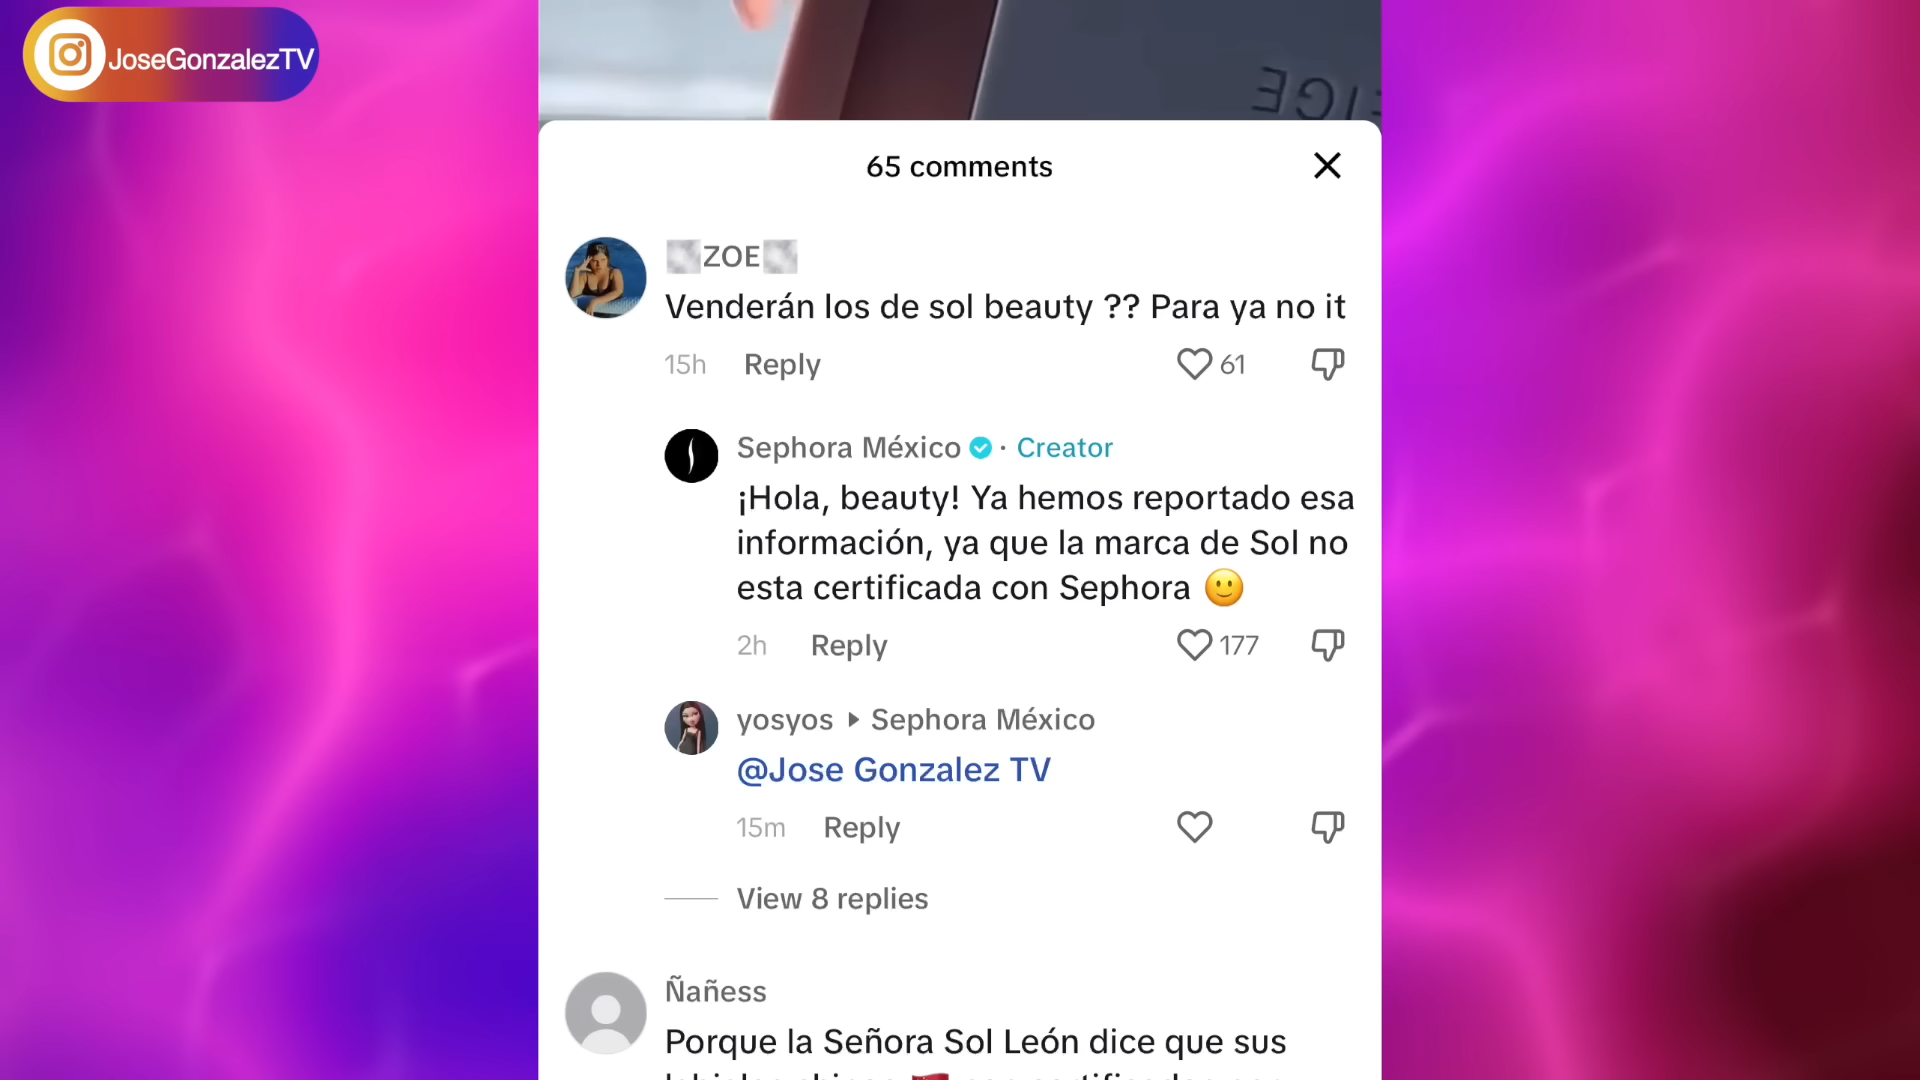 JoseGonzalezTV
65 comments
ZOE
Venderán los de sol beauty ?? Para ya no it
15h Reply 61
Sephora México · Creator
¡Hola, beauty! Ya hemos reportado esa
información, ya que la marca de Sol no
esta certificada con Sephora 🙂
2h Reply 177
yosyos Sephora México
@Jose Gonzalez TV
15m Reply
View 8 replies
Ñañess
Porque la Señora Sol León dice que sus